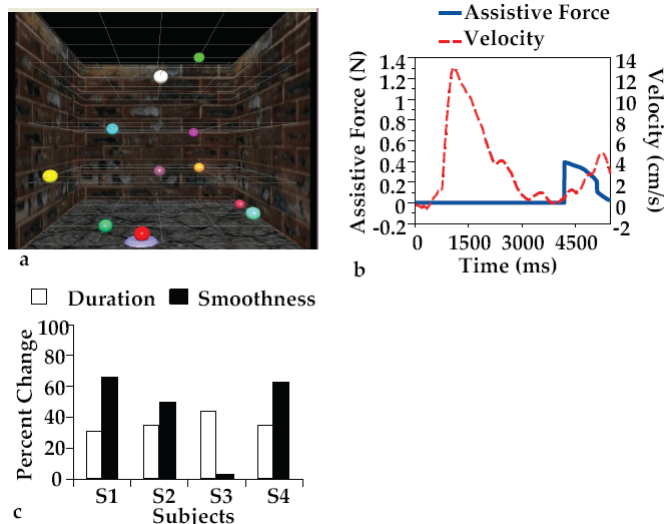 a
Assistive Force
Velocity
Assistive Force (N)
1.4
1.2
1
0.8
0.6
0.4
0.2
0
-0.2
14
12
10
8
6
4
2
0
-2
Velocity (cm/s)
0 1500 3000 4500
Time (ms)
b
Duration Smoothness
Percent Change
100
80
60
40
20
0
S1 S2 S3 S4
Subjects
c